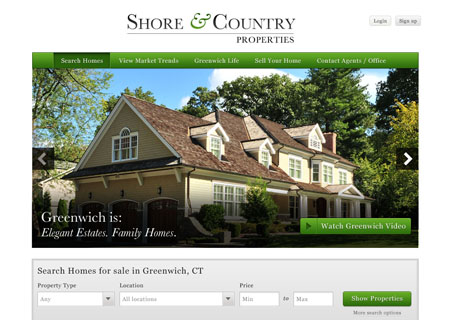 SHORE & COUNTRY
PROPERTIES
Login
Sign up
Search Homes
View Market Trends
Greenwich Life
Sell Your Home
Contact Agents / Office
Greenwich is:
Elegant Estates. Family Homes.
Watch Greenwich Video
Search Homes for sale in Greenwich, CT
Property Type
Location
Price
Any
All locations
Min
to
Max
Show Properties
More search options